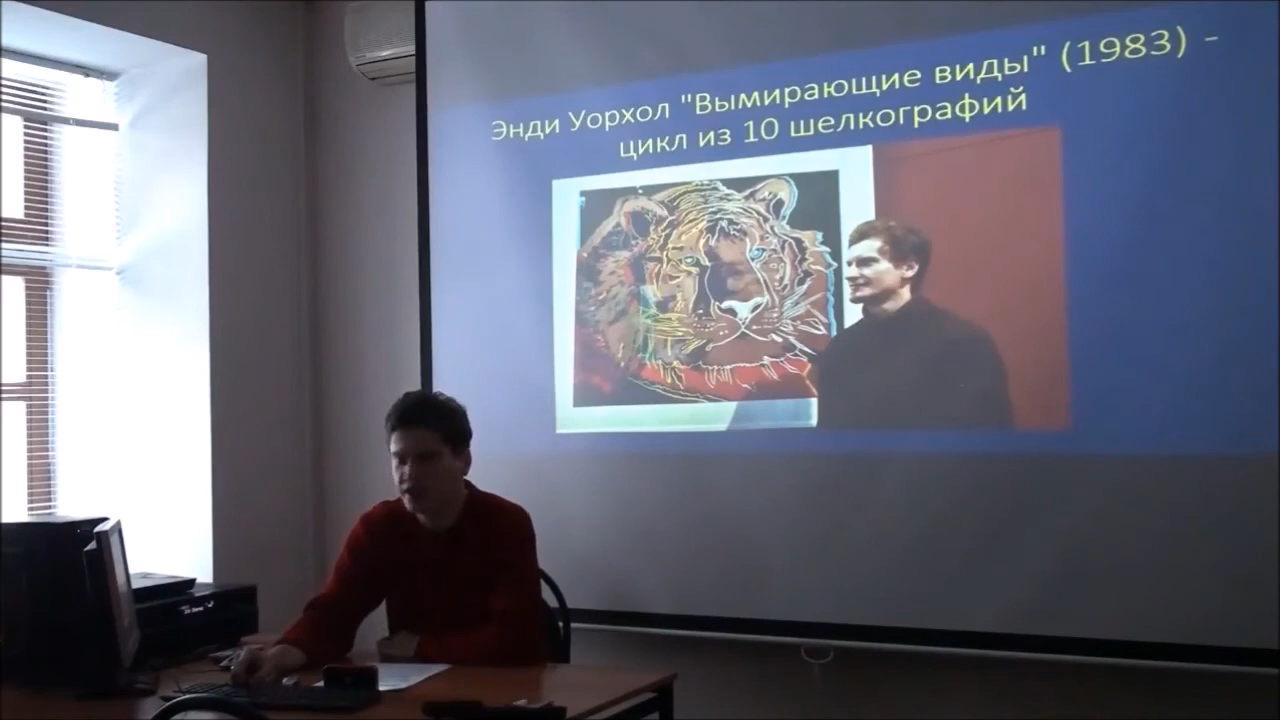 Энди Уорхол "Вымирающие виды" (1983) -
цикл из 10 шелкографий